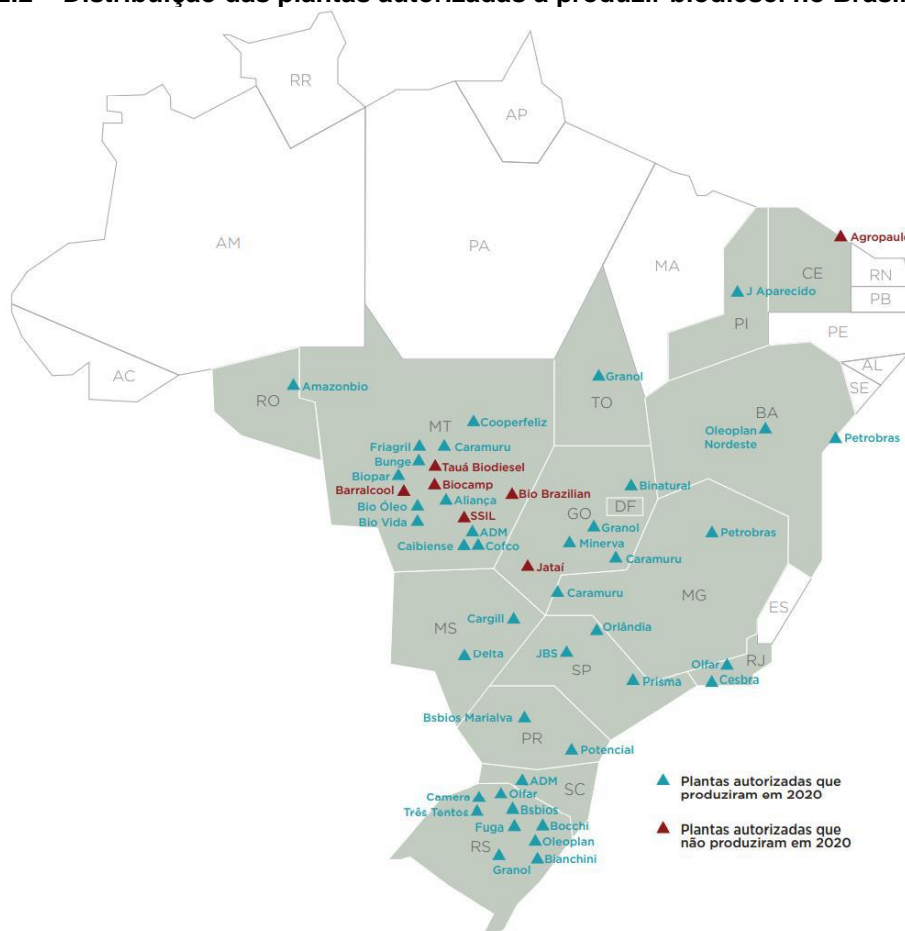 Distribuição das plantas autorizadas a produzir biodiesel no Brasil
RR
AP
AM
PA
MA
Agropaulo
CE
RN
J Aparecido
PB
PI
PE
AL
SE
AC
Amazonbio
RO
Granol
TO
BA
Cooperfeliz
MT
Oleoplan
Nordeste
Petrobras
Friagril
Caramuru
Bunge
Tauá Biodiesel
Biopar
Biocamp
Barralcool
Aliança
Bio Brazilian
Binatural
Bio Óleo
DF
SSIL
GO
Bio Vida
Granol
ADM
Petrobras
Caibiense
Cofco
Minerva
Caramuru
Jataí
Caramuru
MG
ES
Cargill
MS
Orlândia
Delta
JBS
SP
RJ
Olfar
Prisma
Cesbra
Bsbios Marialva
PR
Potencial
ADM
SC
Camera
Olfar
Três Tentos
Bsbios
Fuga
Bocchi
RS
Oleoplan
Granol
Bianchini
Plantas autorizadas que
produziram em 2020
Plantas autorizadas que
não produziram em 2020